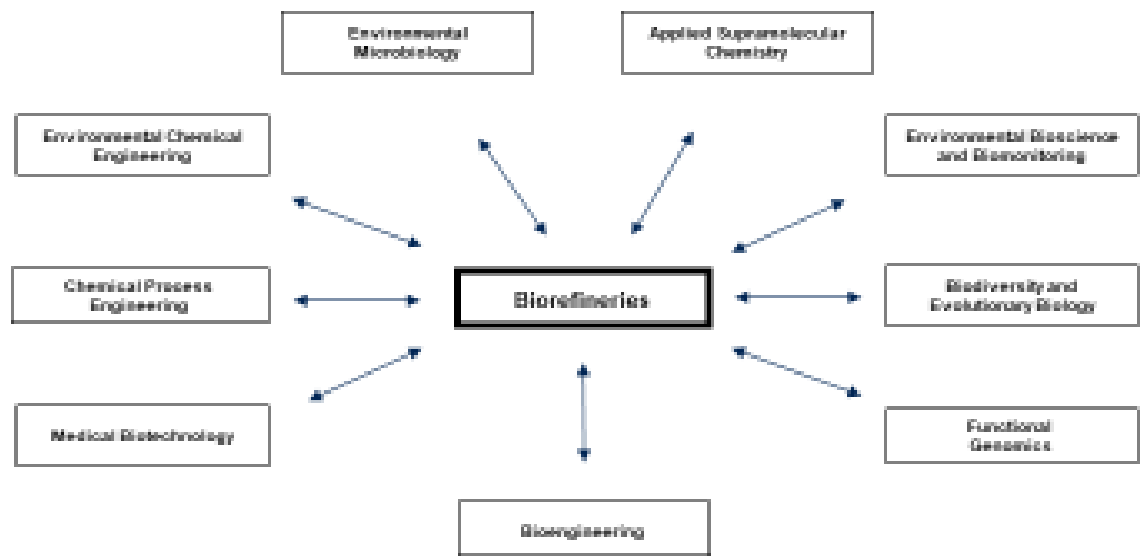 Environmental
Microbiology
Applied Supramolecular
Chemistry
Environmental Chemical
Engineering
Environmental Bioscience
and Biomonitoring
Chemical Process
Engineering
Biorefineries
Biodiversity and
Evolutionary Biology
Medical Biotechnology
Functional
Genomics
Bioengineering